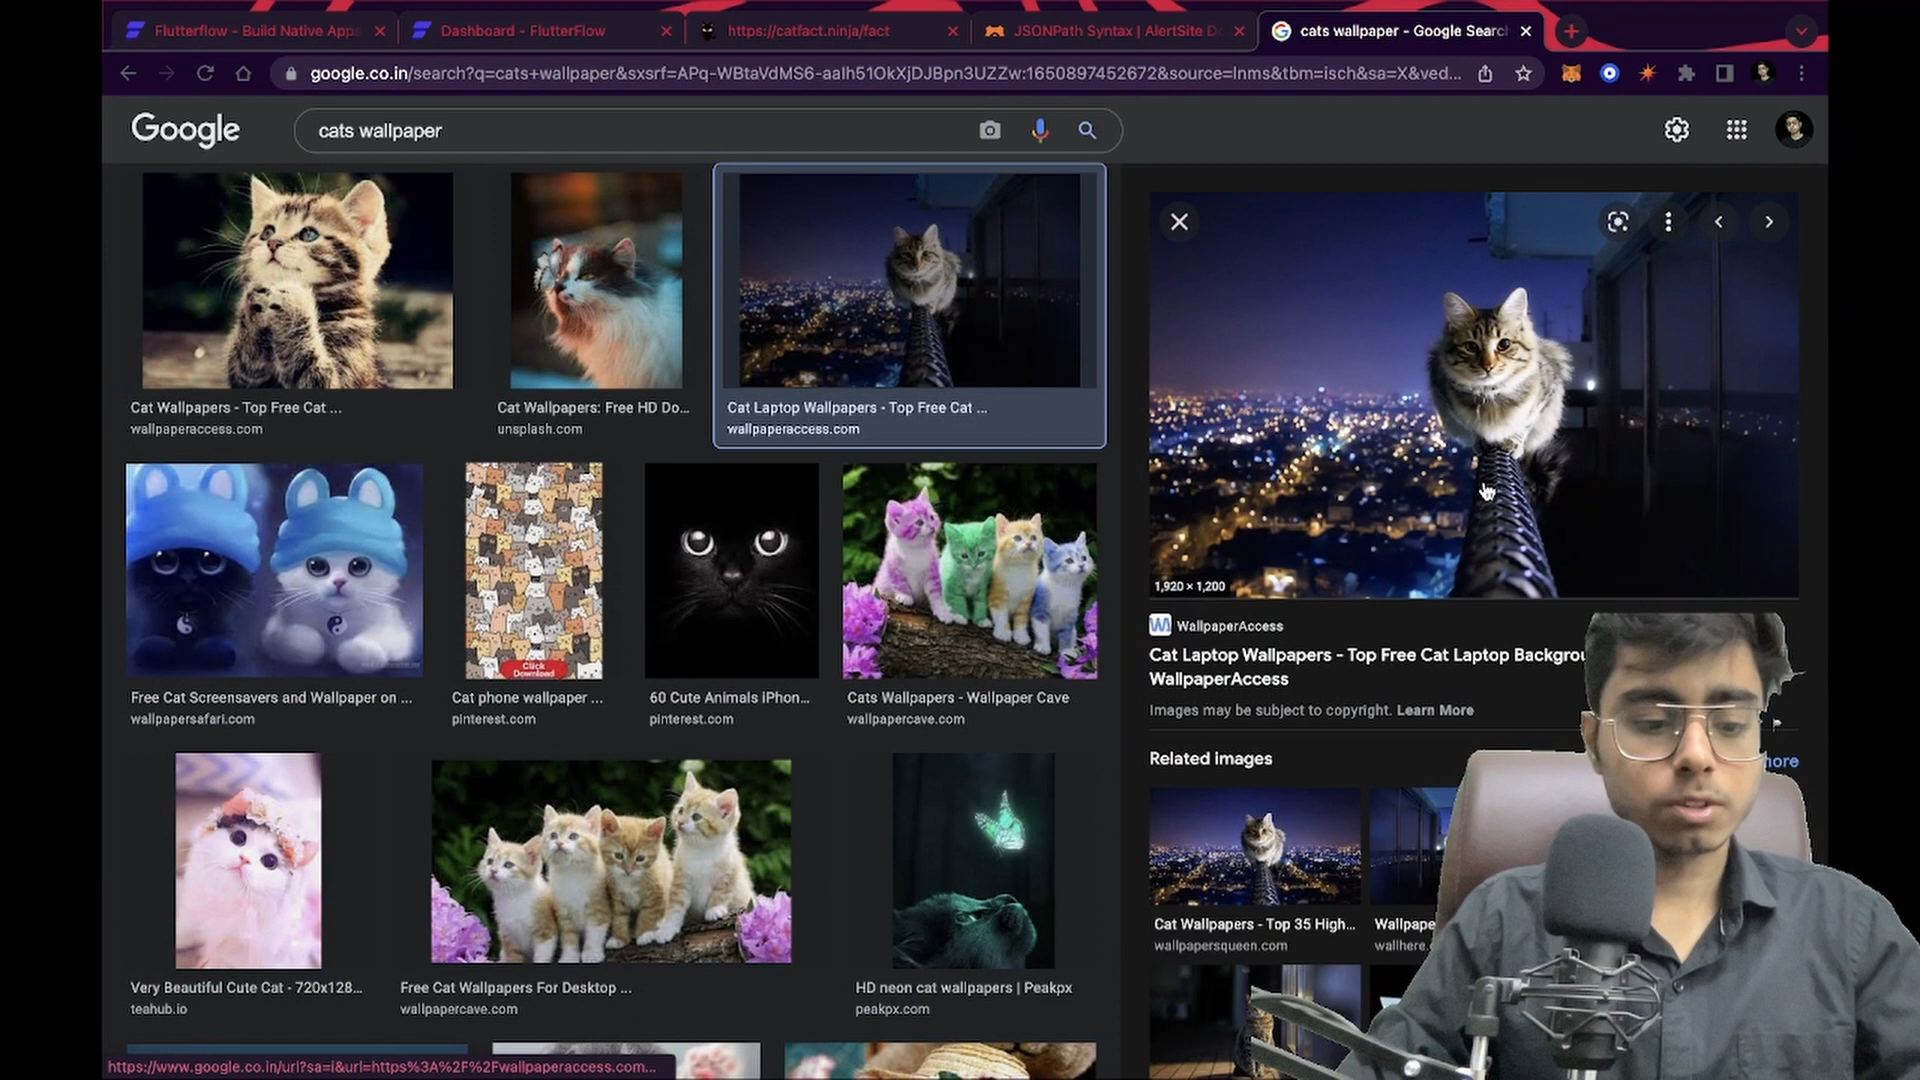 Flutterflow - Build Native Apps
Dashboard - FlutterFlow
https://catfact.ninja/fact
JSONPath Syntax | AlertSite D
cats wallpaper - Google Search
google.co.in/search?q=cats+wallpaper&sxsrf=APq-WBtaVdMS6-aalh51OkXjDJBpn3UZZw:1650897452672&source=lnms&tbm=isch&sa=X&ved...
Google
cats wallpaper
Cat Wallpapers - Top Free Cat ...
wallpaperaccess.com
Cat Wallpapers: Free HD Do...
unsplash.com
Cat Laptop Wallpapers - Top Free Cat ...
wallpaperaccess.com
1,920 × 1,200
WallpaperAccess
Cat Laptop Wallpapers - Top Free Cat Laptop Backgrou
WallpaperAccess
Images may be subject to copyright. Learn More
Click
Download
Free Cat Screensavers and Wallpaper on ...
wallpapersafari.com
Cat phone wallpaper ...
pinterest.com
60 Cute Animals iPhon...
pinterest.com
Cats Wallpapers - Wallpaper Cave
wallpapercave.com
Related images
more
Cat Wallpapers - Top 35 High...
wallpapersqueen.com
Wallpape
wallhere.
Very Beautiful Cute Cat - 720x128...
teahub.io
Free Cat Wallpapers For Desktop ...
wallpapercave.com
HD neon cat wallpapers | Peakpx
peakpx.com
https://www.google.co.in/url?sa=i&url=https%3A%2F%2Fwallpaperaccess.com...